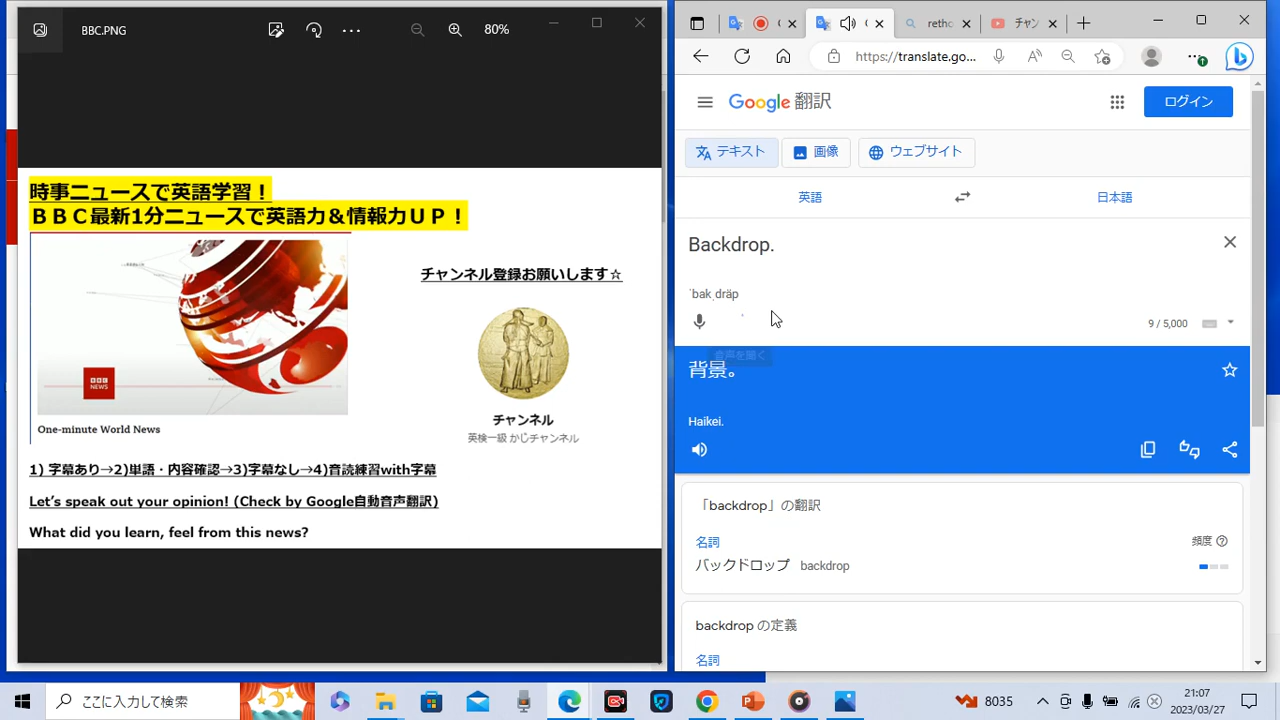 BBC.PNG
80%
時事ニュースで英語学習！
ＢＢＣ最新1分ニュースで英語力＆情報力ＵＰ！
BBC
NEWS
One-minute World News
チャンネル登録お願いします☆
チャンネル
英検一級 かじチャンネル
1) 字幕あり→2)単語・内容確認→3)字幕なし→4)音読練習with字幕
Let’s speak out your opinion! (Check by Google自動音声翻訳)
What did you learn, feel from this news?
retho
チャン
https://translate.go...
Google 翻訳
ログイン
テキスト
画像
ウェブサイト
英語
日本語
Backdrop.
ˈbakˌdräp
9 / 5,000
音声を聞く
背景。
Haikei.
「backdrop」の翻訳
名詞
頻度
バックドロップ backdrop
backdrop の定義
名詞
ここに入力して検索
8035
21:07
2023/03/27